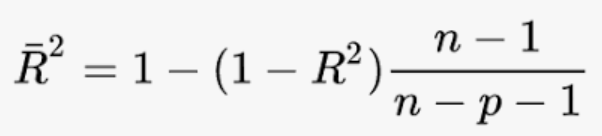 R̄² = 1 − (1 − R²) (n − 1)/(n − p − 1)